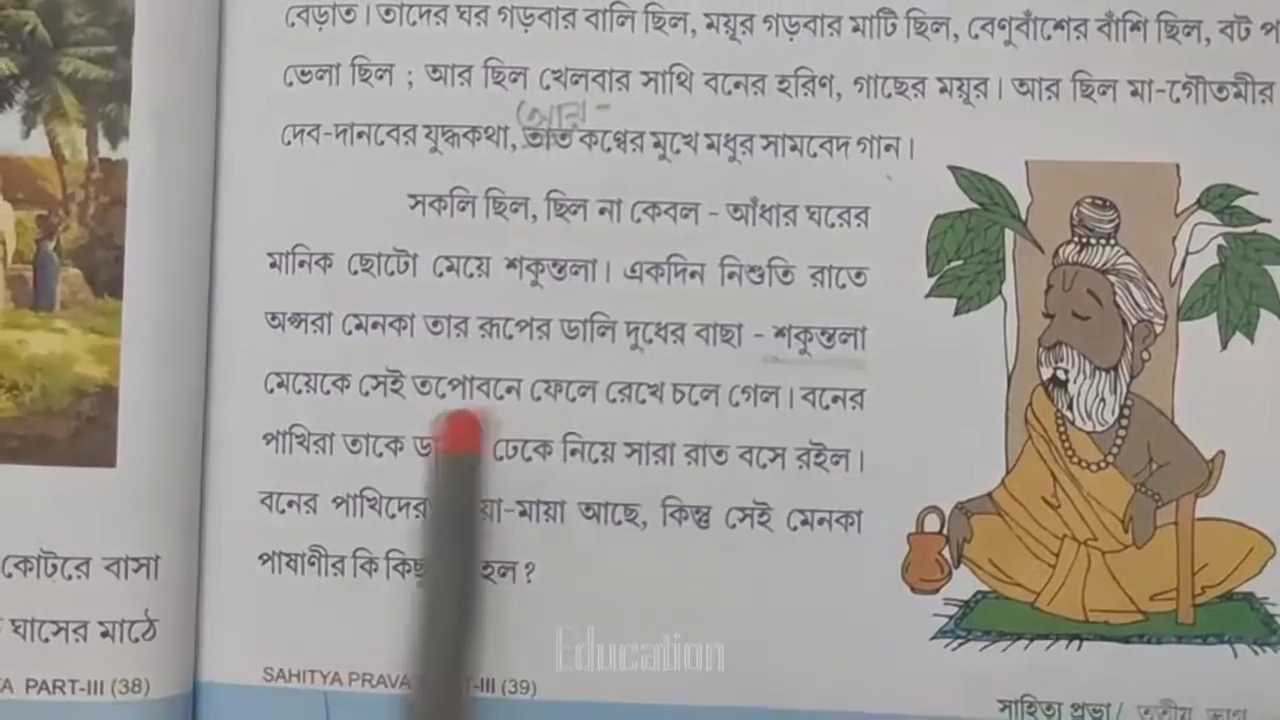 বেড়াত। তাদের ঘর গড়বার বালি ছিল, ময়ূর গড়বার মাটি ছিল, বেণুবাঁশের বাঁশি ছিল, বট
ভেলা ছিল ; আর ছিল খেলবার সাথি বনের হরিণ, গাছের ময়ূর। আর ছিল মা-গৌতমীর
আর-
দেব-দানবের যুদ্ধকথা, তাত কণ্বের মুখে মধুর সামবেদ গান।
সকলি ছিল, ছিল না কেবল - আঁধার ঘরের
মানিক ছোটো মেয়ে শকুন্তলা। একদিন নিশুতি রাতে
অপ্সরা মেনকা তার রূপের ডালি দুধের বাছা - শকুন্তলা
মেয়েকে সেই তপোবনে ফেলে রেখে চলে গেল। বনের
পাখিরা তাকে ঢেকে নিয়ে সারা রাত বসে রইল।
বনের পাখিদের আছে, কিন্তু সেই মেনকা
পাষাণীর কি হল?
কোটরে বাসা
ঘাসের মাঠে
PART-III (38)
SAHITYA PRAVA -III (39)
সাহিত্য প্রভা / তৃতীয় ভাগ
Education